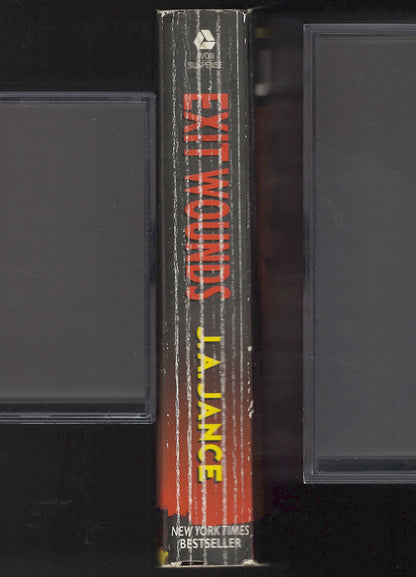 AVON
SUSPENSE
EXIT WOUNDS
J.A. JANCE
NEW YORK TIMES
BESTSELLER